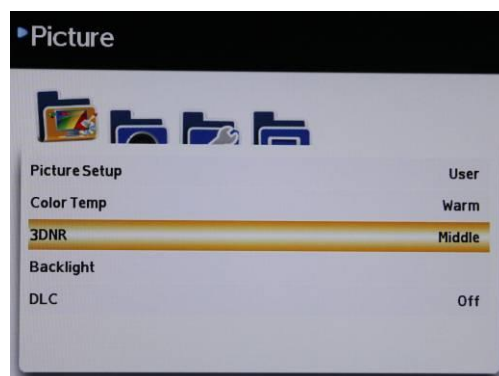 Picture
Picture Setup User
Color Temp Warm
3DNR Middle
Backlight
DLC Off